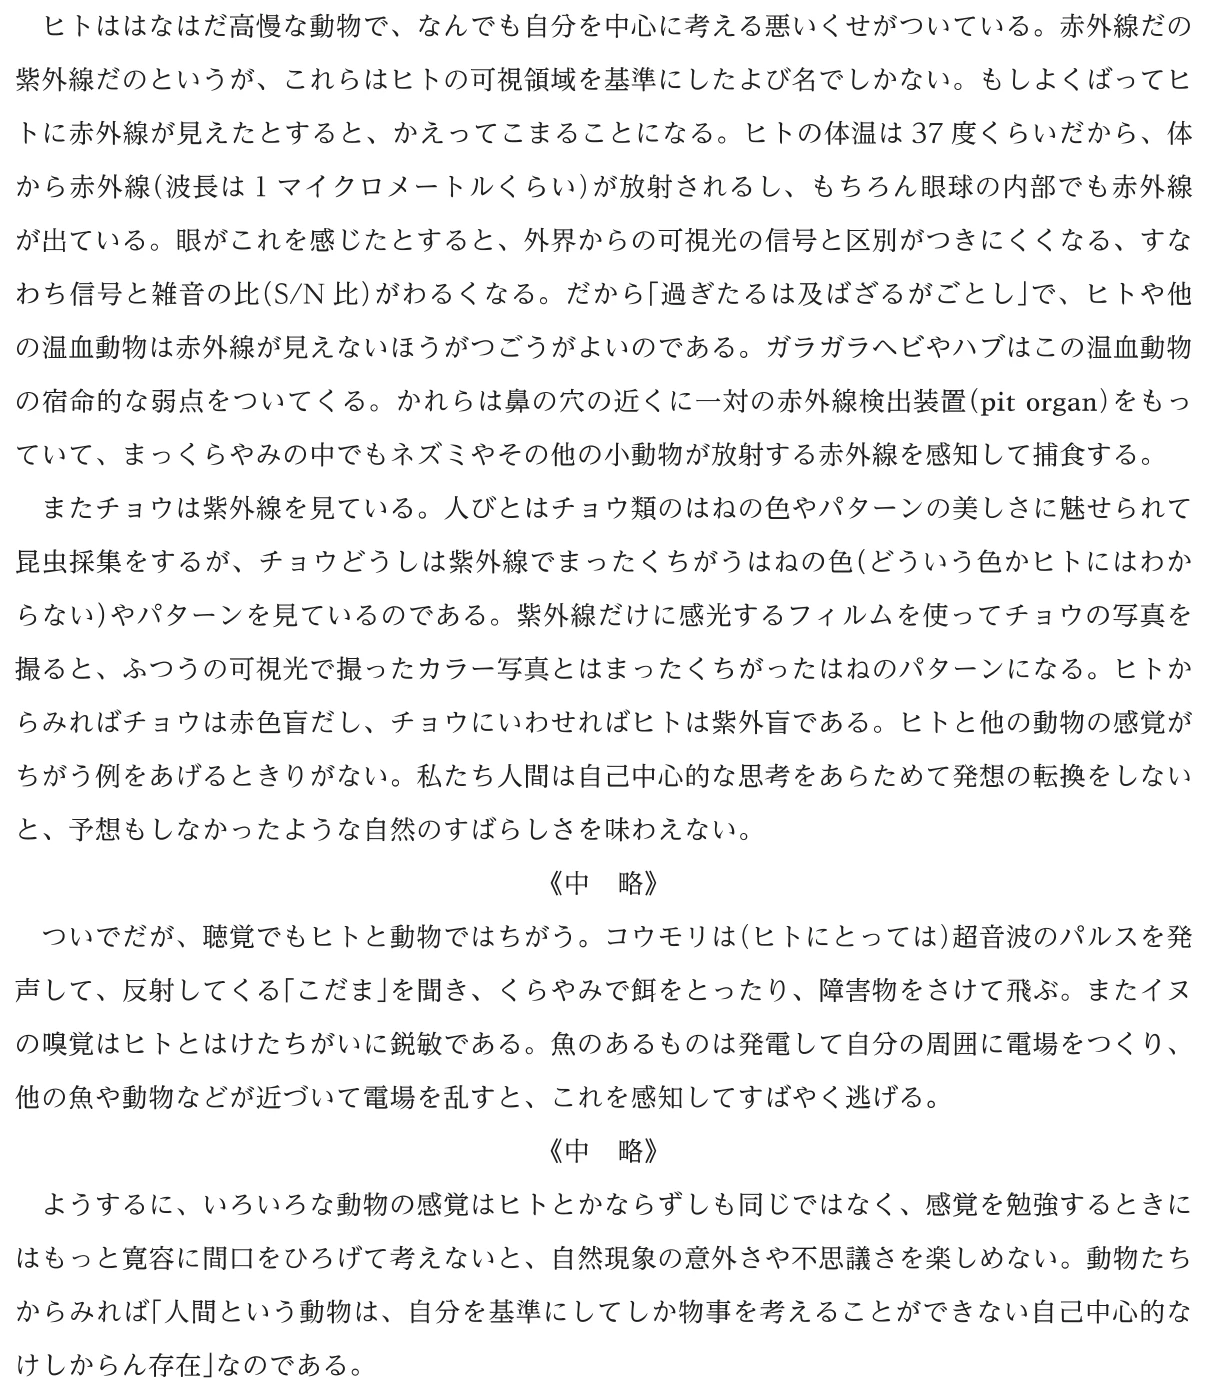 ヒトははなはだ高慢な動物で、なんでも自分を中心に考える悪いくせがついている。赤外線だの
紫外線だのというが、これらはヒトの可視領域を基準にしたよび名でしかない。もしよくばってヒ
トに赤外線が見えたとすると、かえってこまることになる。ヒトの体温は 37 度くらいだから、体
から赤外線(波長は 1 マイクロメートルくらい)が放射されるし、もちろん眼球の内部でも赤外線
が出ている。眼がこれを感じたとすると、外界からの可視光の信号と区別がつきにくくなる、すな
わち信号と雑音の比(S/N 比)がわるくなる。だから「過ぎたるは及ばざるがごとし」で、ヒトや他
の温血動物は赤外線が見えないほうがつごうがよいのである。ガラガラヘビやハブはこの温血動物
の宿命的な弱点をついてくる。かれらは鼻の穴の近くに一対の赤外線検出装置(pit organ)をもっ
ていて、まっくらやみの中でもネズミやその他の小動物が放射する赤外線を感知して捕食する。
　またチョウは紫外線を見ている。人びとはチョウ類のはねの色やパターンの美しさに魅せられて
昆虫採集をするが、チョウどうしは紫外線でまったくちがうはねの色(どういう色かヒトにはわか
らない)やパターンを見ているのである。紫外線だけに感光するフィルムを使ってチョウの写真を
撮ると、ふつうの可視光で撮ったカラー写真とはまったくちがったはねのパターンになる。ヒトか
らみればチョウは赤色盲だし、チョウにいわせればヒトは紫外盲である。ヒトと他の動物の感覚が
ちがう例をあげるときりがない。私たち人間は自己中心的な思考をあらためて発想の転換をしない
と、予想もしなかったような自然のすばらしさを味わえない。
《中　略》
　ついでだが、聴覚でもヒトと動物ではちがう。コウモリは(ヒトにとっては)超音波のパルスを発
声して、反射してくる「こだま」を聞き、くらやみで餌をとったり、障害物をさけて飛ぶ。またイヌ
の嗅覚はヒトとはけたちがいに鋭敏である。魚のあるものは発電して自分の周囲に電場をつくり、
他の魚や動物などが近づいて電場を乱すと、これを感知してすばやく逃げる。
《中　略》
　ようするに、いろいろな動物の感覚はヒトとかならずしも同じではなく、感覚を勉強するときに
はもっと寛容に間口をひろげて考えないと、自然現象の意外さや不思議さを楽しめない。動物たち
からみれば「人間という動物は、自分を基準にしてしか物事を考えることができない自己中心的な
けしからん存在」なのである。